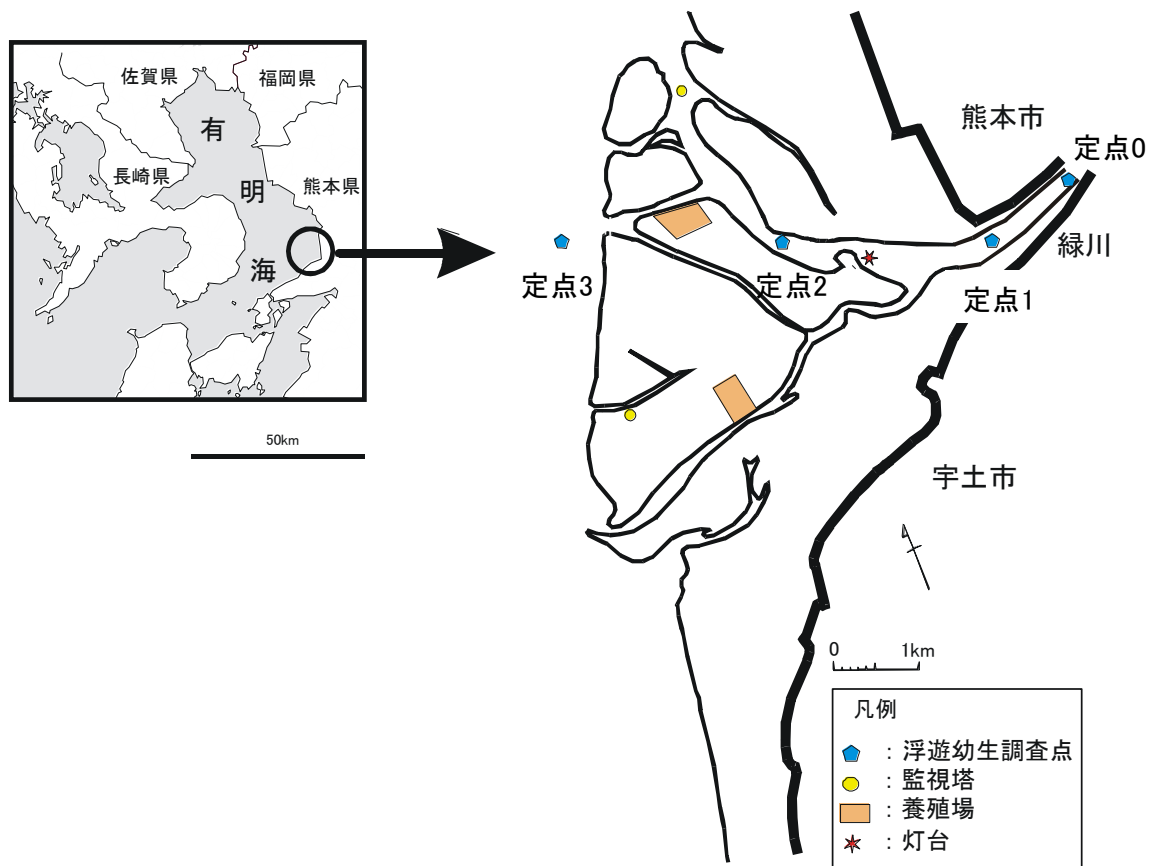 佐賀県
福岡県
有
明
海
長崎県
熊本県
50km
熊本市
定点0
緑川
定点3
定点2
定点1
宇土市
0 1km
凡例
：浮遊幼生調査点
：監視塔
：養殖場
：灯台